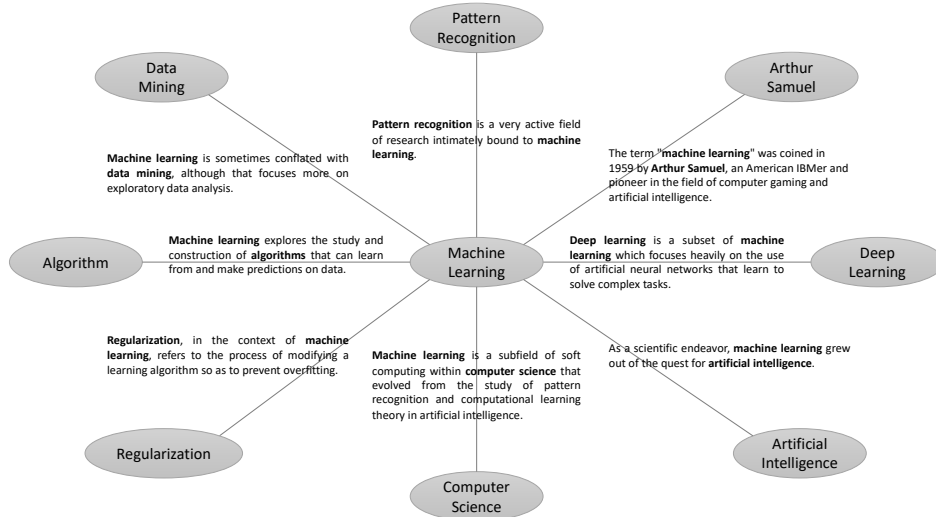 Pattern
Recognition
Data
Mining
Arthur
Samuel
Pattern recognition is a very active field
of research intimately bound to machine
learning.
Machine learning is sometimes conflated with
data mining, although that focuses more on
exploratory data analysis.
The term "machine learning" was coined in
1959 by Arthur Samuel, an American IBMer and
pioneer in the field of computer gaming and
artificial intelligence.
Algorithm
Machine learning explores the study and
construction of algorithms that can learn
from and make predictions on data.
Machine
Learning
Deep learning is a subset of machine
learning which focuses heavily on the use
of artificial neural networks that learn to
solve complex tasks.
Deep
Learning
Regularization, in the context of machine
learning, refers to the process of modifying a
learning algorithm so as to prevent overfitting.
Machine learning is a subfield of soft
computing within computer science that
evolved from the study of pattern
recognition and computational learning
theory in artificial intelligence.
As a scientific endeavor, machine learning grew
out of the quest for artificial intelligence.
Regularization
Computer
Science
Artificial
Intelligence